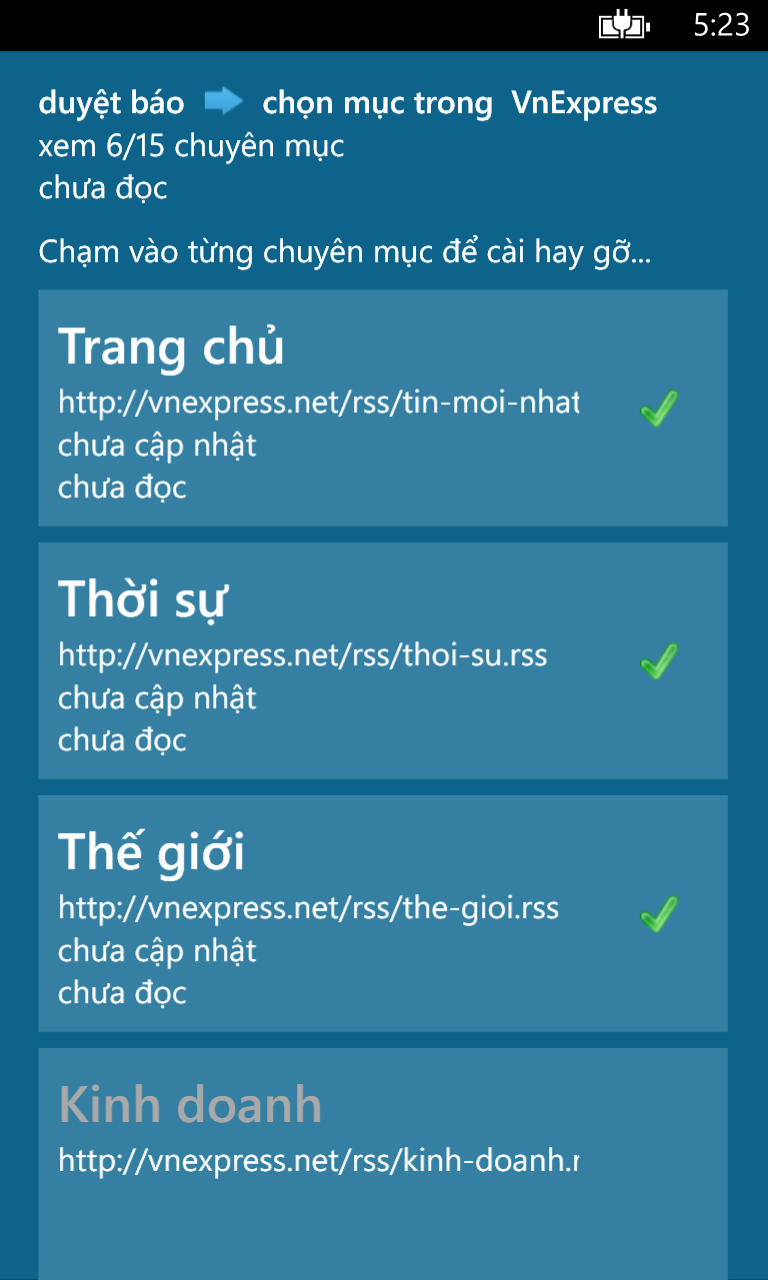 5:23
duyệt báo chọn mục trong VnExpress
xem 6/15 chuyên mục
chưa đọc
Chạm vào từng chuyên mục để cài hay gỡ...
Trang chủ
http://vnexpress.net/rss/tin-moi-nhat
chưa cập nhật
chưa đọc
Thời sự
http://vnexpress.net/rss/thoi-su.rss
chưa cập nhật
chưa đọc
Thế giới
http://vnexpress.net/rss/the-gioi.rss
chưa cập nhật
chưa đọc
Kinh doanh
http://vnexpress.net/rss/kinh-doanh.r